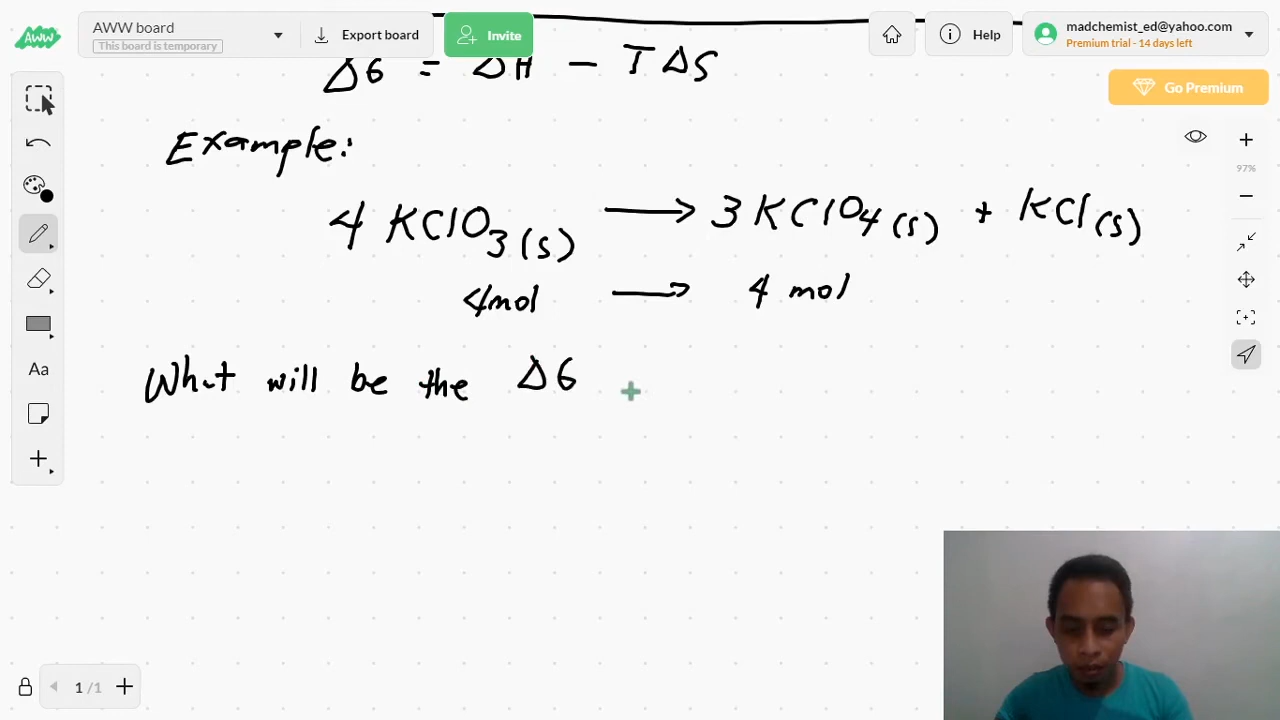 AWW
AWW board
This board is temporary
Export board
Invite
Help
madchemist_ed@yahoo.com
Premium trial - 14 days left
Go Premium
ΔG = ΔH - TΔS
Example:
4 KClO3(s) → 3 KClO4(s) + KCl(s)
4mol → 4 mol
What will be the ΔG
97%
Aa
1 /1